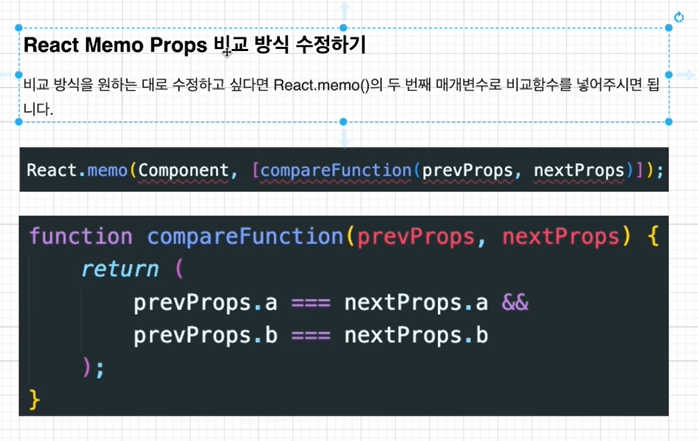 React Memo Props 비교 방식 수정하기
비교 방식을 원하는 대로 수정하고 싶다면 React.memo()의 두 번째 매개변수로 비교함수를 넣어주시면 됩
니다.
React.memo(Component, [compareFunction(prevProps, nextProps)]);
function compareFunction(prevProps, nextProps) {
return (
prevProps.a === nextProps.a &&
prevProps.b === nextProps.b
);
}